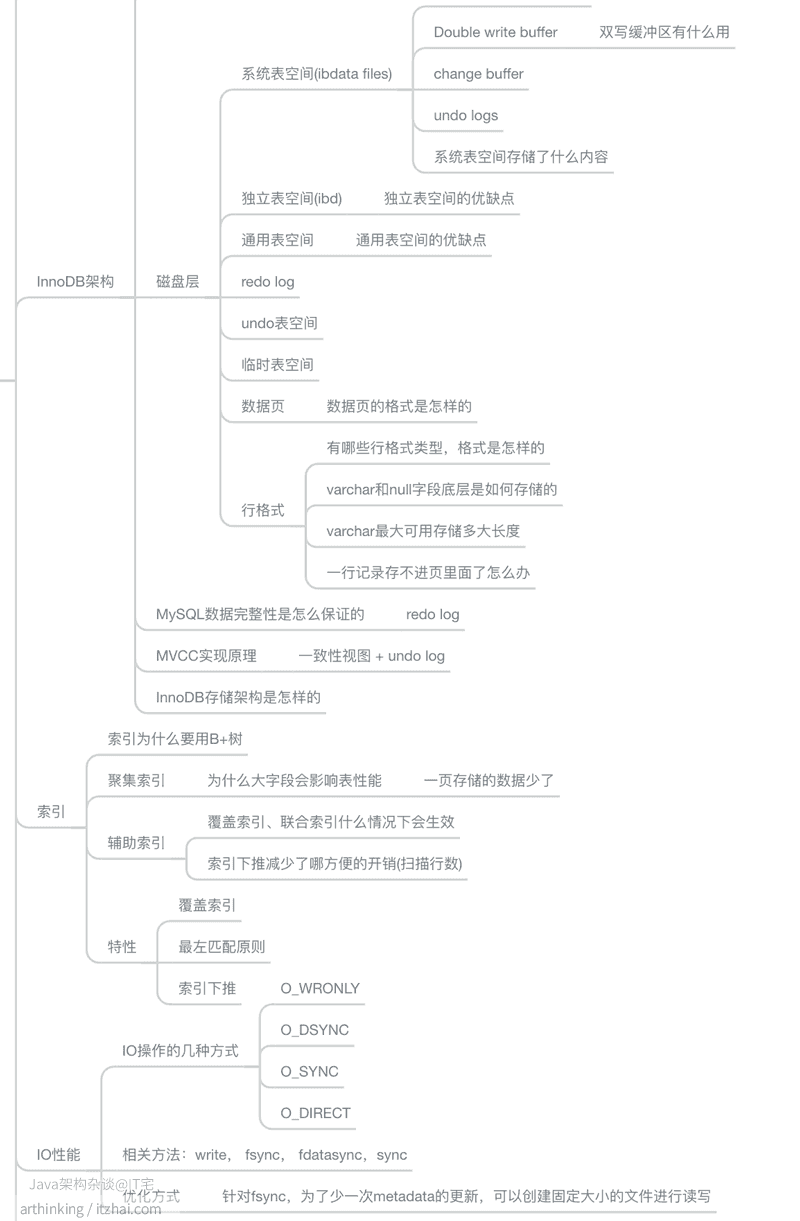 Double write buffer 双写缓冲区有什么用
系统表空间(ibdata files)
change buffer
undo logs
系统表空间存储了什么内容
独立表空间(ibd) 独立表空间的优缺点
通用表空间 通用表空间的优缺点
InnoDB架构 磁盘层 redo log
undo表空间
临时表空间
数据页 数据页的格式是怎样的
有哪些行格式类型，格式是怎样的
varchar和null字段底层是如何存储的
行格式
varchar最大可用存储多大长度
一行记录存不进页里面了怎么办
MySQL数据完整性是怎么保证的 redo log
MVCC实现原理 一致性视图 + undo log
InnoDB存储架构是怎样的
索引为什么要用B+树
聚集索引 为什么大字段会影响表性能 一页存储的数据少了
索引
覆盖索引、联合索引什么情况下会生效
辅助索引
索引下推减少了哪方便的开销(扫描行数)
覆盖索引
特性 最左匹配原则
索引下推
O_WRONLY
O_DSYNC
IO操作的几种方式
O_SYNC
O_DIRECT
IO性能 相关方法：write， fsync， fdatasync，sync
Java架构杂谈@IT宅
优化方式 针对fsync，为了少一次metadata的更新，可以创建固定大小的文件进行读写
arthinking / itzhai.com